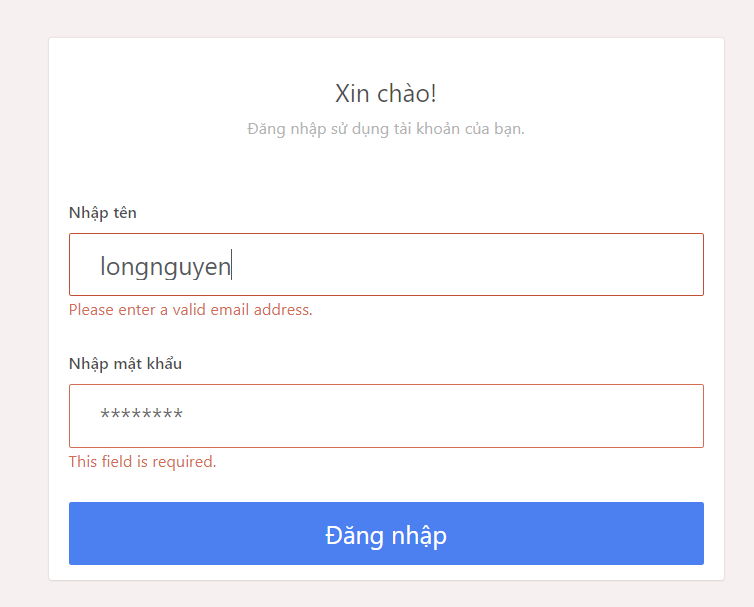 Xin chào!
Đăng nhập sử dụng tài khoản của bạn.
Nhập tên
longnguyen
Please enter a valid email address.
Nhập mật khẩu
********
This field is required.
Đăng nhập